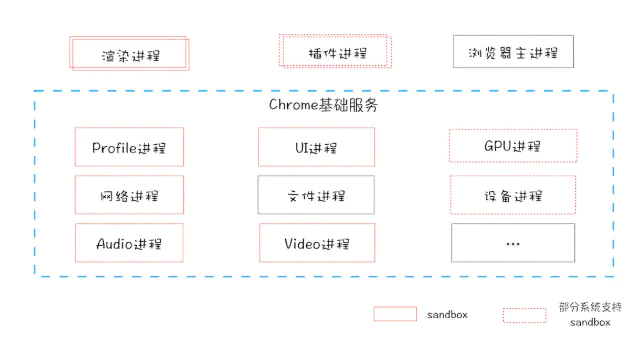 渲染进程
插件进程
浏览器主进程
Chrome基础服务
Profile进程
UI进程
GPU进程
网络进程
文件进程
设备进程
Audio进程
Video进程
...
sandbox
部分系统支持
sandbox